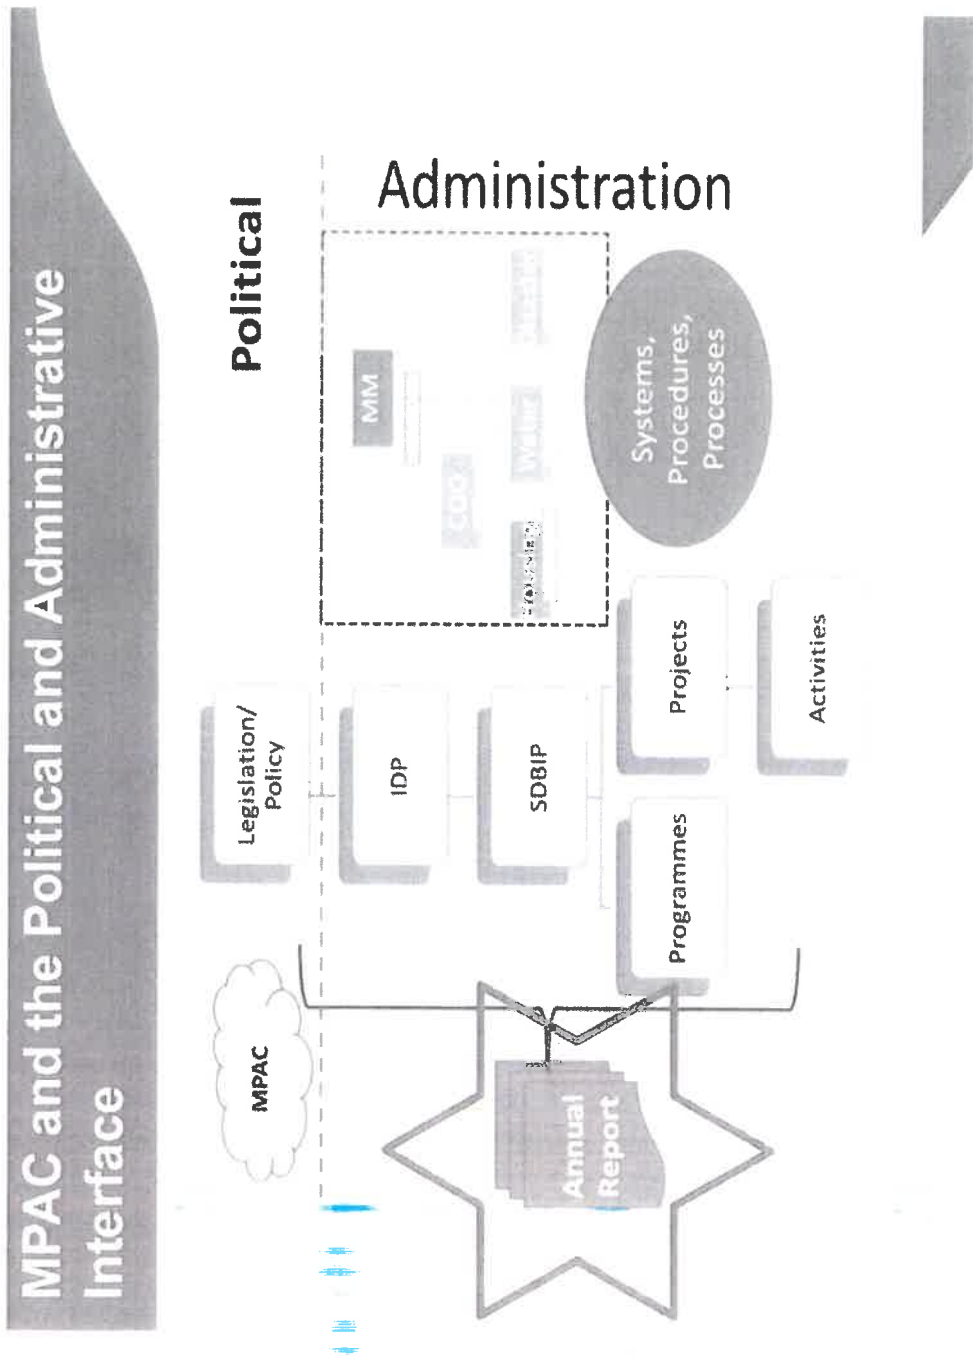 MPAC and the Political and Administrative
Interface
Political
MPAC
Legislation/
Policy
Administration
MM
IDP
COO
SDBIP
Water
Annual
Report
Programmes
Projects
Systems,
Procedures,
Processes
Activities